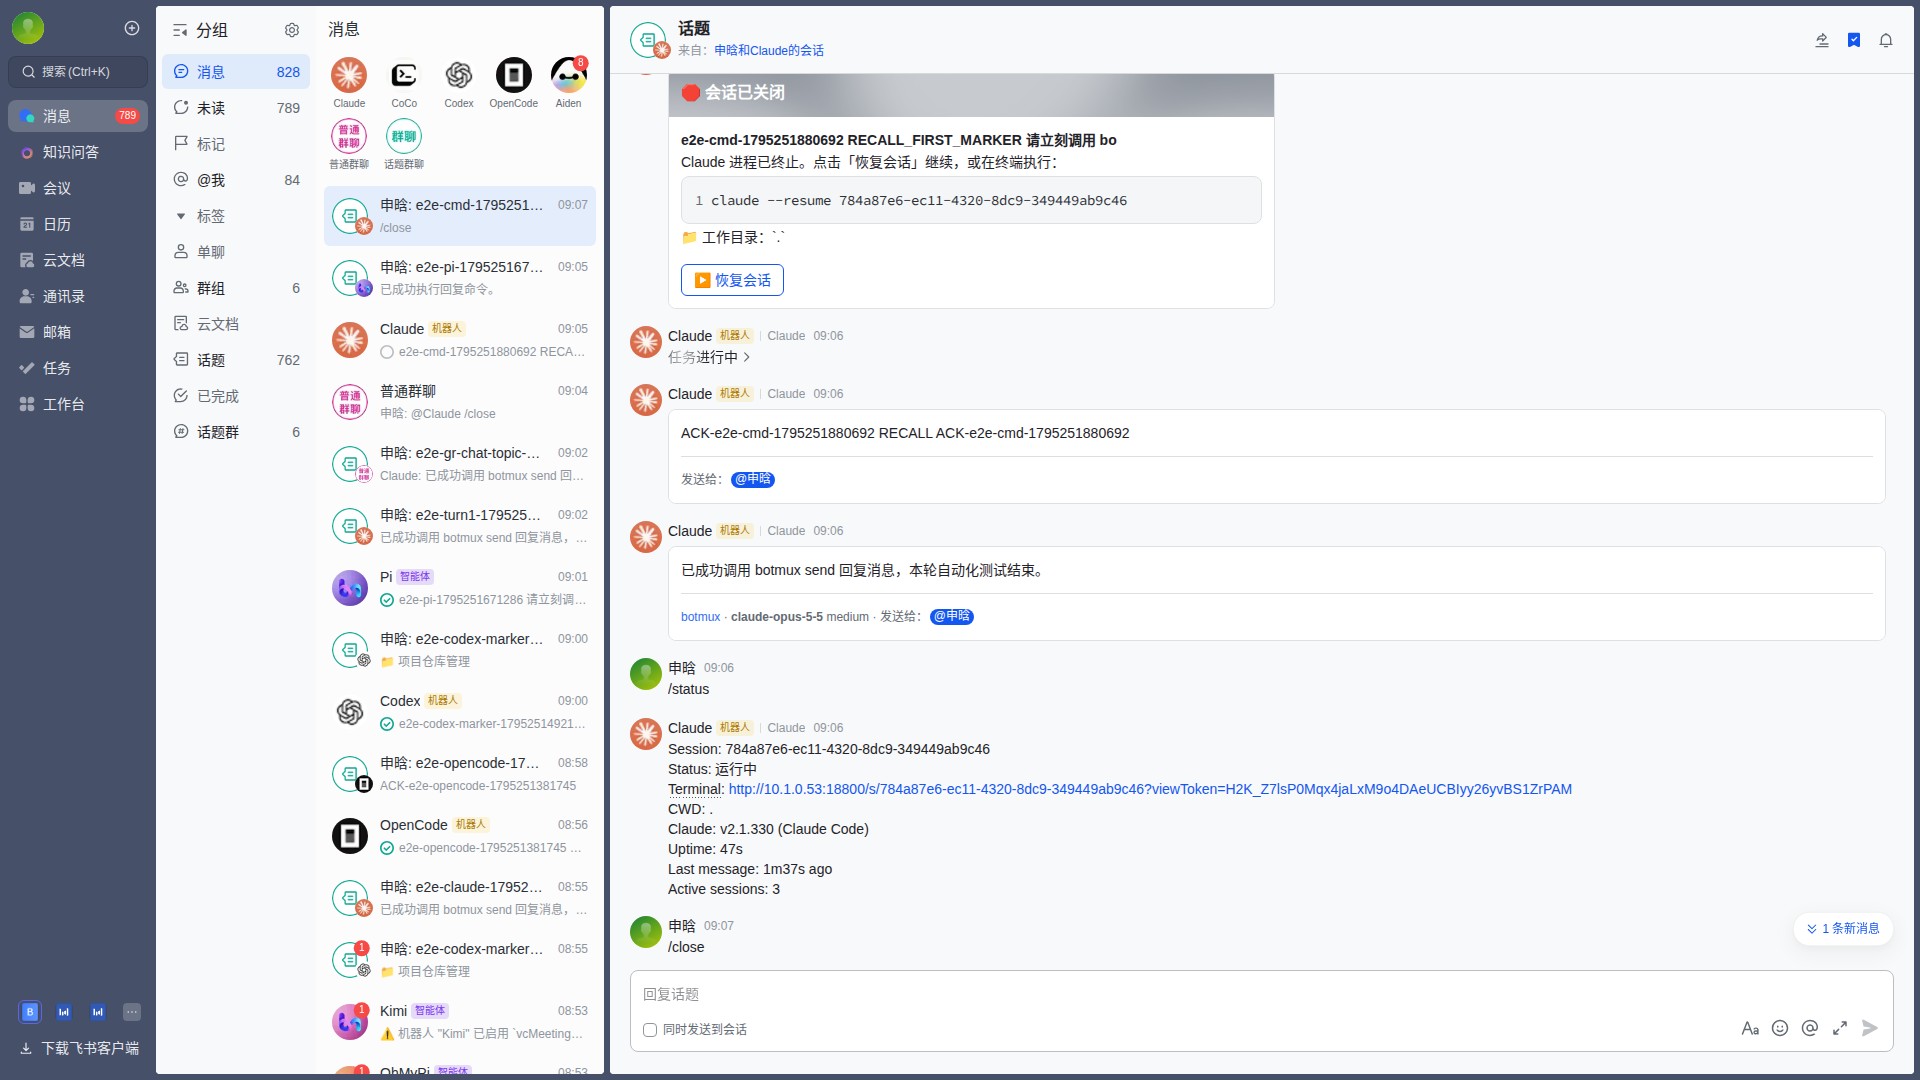 搜索 (Ctrl+K)
消息
789
知识问答
会议
日历
云文档
通讯录
邮箱
任务
工作台
下载飞书客户端
分组
消息 828
未读 789
标记
@我 84
标签
单聊
群组 6
云文档
话题 762
已完成
话题群 6
消息
8
Claude
CoCo
Codex
OpenCode
Aiden
普通
群聊
群聊
普通群聊
话题群聊
申晗: e2e-cmd-1795251... 09:07
/close
申晗: e2e-pi-179525167... 09:05
已成功执行回复命令。
Claude 机器人 09:05
e2e-cmd-1795251880692 RECA...
普通群聊 09:04
申晗: @Claude /close
申晗: e2e-gr-chat-topic-... 09:02
Claude: 已成功调用 botmux send 回...
申晗: e2e-turn1-179525... 09:02
已成功调用 botmux send 回复消息，...
Pi 智能体 09:01
e2e-pi-1795251671286 请立刻调...
申晗: e2e-codex-marker... 09:00
项目仓库管理
Codex 机器人 09:00
e2e-codex-marker-17952514921...
申晗: e2e-opencode-17... 08:58
ACK-e2e-opencode-1795251381745
OpenCode 机器人 08:56
e2e-opencode-1795251381745 ...
申晗: e2e-claude-17952... 08:55
已成功调用 botmux send 回复消息，...
1
申晗: e2e-codex-marker... 08:55
项目仓库管理
1
Kimi 智能体 08:53
机器人 "Kimi" 已启用 `vcMeeting...
1
OhMyPi 智能体 08:53
话题
来自：申晗和Claude的会话
会话已关闭
e2e-cmd-1795251880692 RECALL_FIRST_MARKER 请立刻调用 bo
Claude 进程已终止。点击「恢复会话」继续，或在终端执行：
1 claude --resume 784a87e6-ec11-4320-8dc9-349449ab9c46
工作目录：`.`
恢复会话
Claude 机器人 Claude 09:06
任务进行中
Claude 机器人 Claude 09:06
ACK-e2e-cmd-1795251880692 RECALL ACK-e2e-cmd-1795251880692
发送给： @申晗
Claude 机器人 Claude 09:06
已成功调用 botmux send 回复消息，本轮自动化测试结束。
botmux · claude-opus-5-5 medium · 发送给： @申晗
申晗 09:06
/status
Claude 机器人 Claude 09:06
Session: 784a87e6-ec11-4320-8dc9-349449ab9c46
Status: 运行中
Terminal: http://10.1.0.53:18800/s/784a87e6-ec11-4320-8dc9-349449ab9c46?viewToken=H2K_Z7lsP0Mqx4jaLxM9o4DAeUCBIyy26yvBS1ZrPAM
CWD: .
Claude: v2.1.330 (Claude Code)
Uptime: 47s
Last message: 1m37s ago
Active sessions: 3
申晗 09:07
/close
1 条新消息
回复话题
同时发送到会话